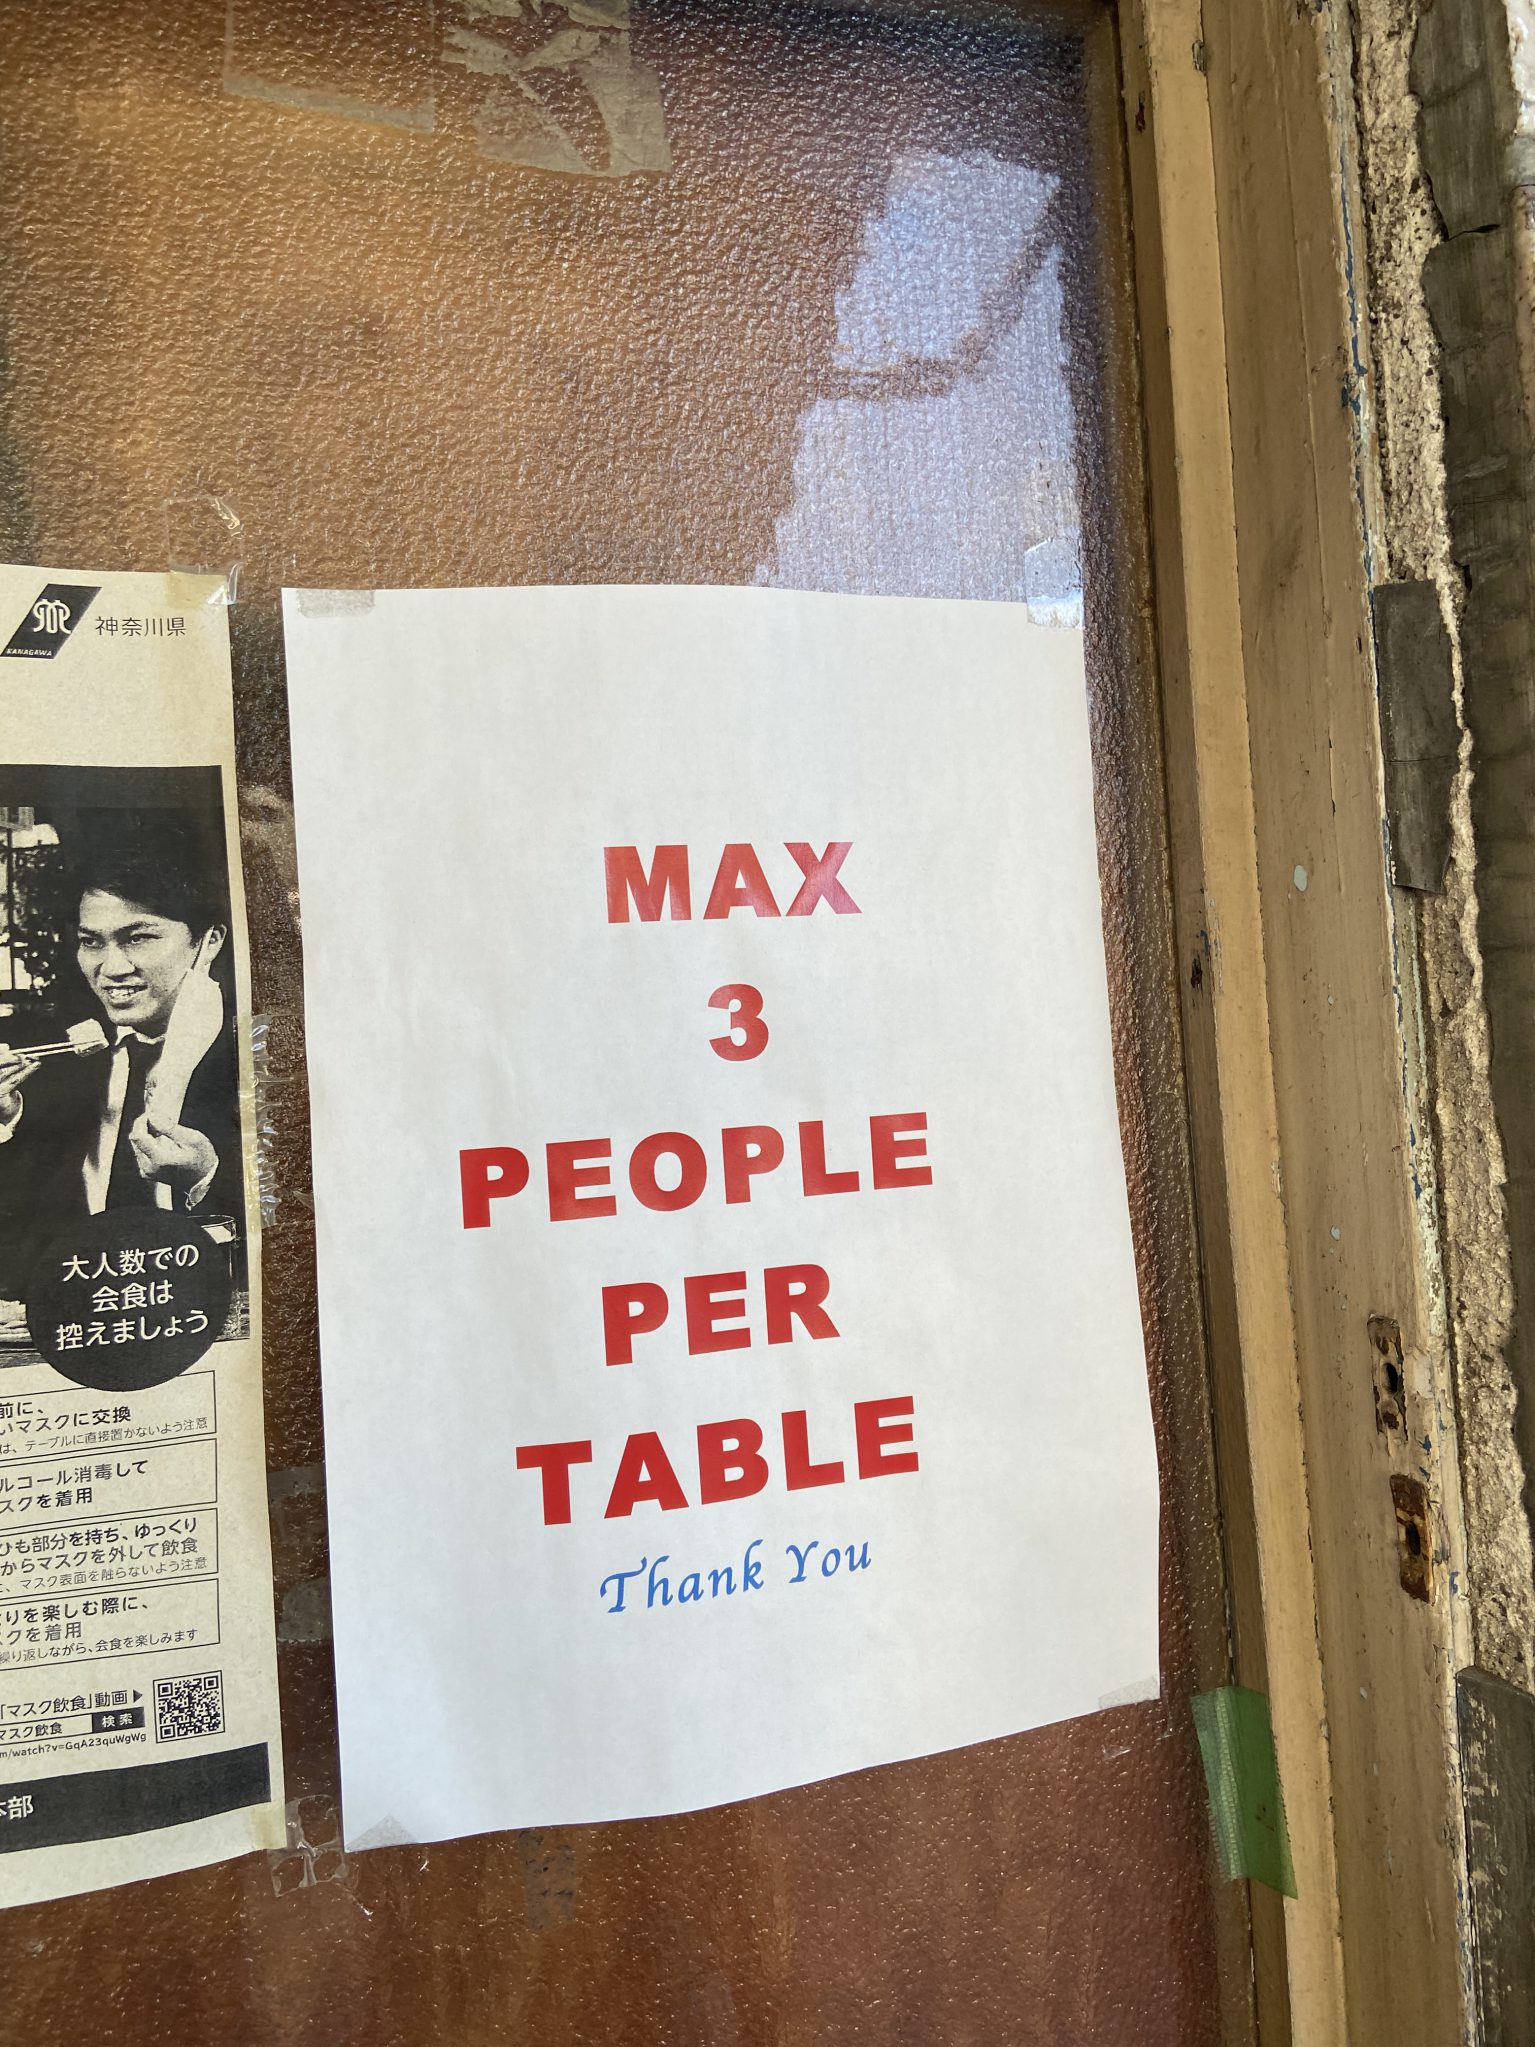 KANAGAWA
神奈川県
大人数での
会食は
控えましょう
前に、
いマスクに交換
は、テーブルに直接置かないよう注意
ルコール消毒して
スクを着用
ひも部分を持ち、ゆっくり
からマスクを外して飲食
、マスク表面を触らないよう注意
りを楽しむ際に、
スクを着用
繰り返しながら、会食を楽しみます
「マスク飲食」動画▶
マスク飲食 検索
m/watch?v=GqA23quWgWg
本部
MAX
3
PEOPLE
PER
TABLE
Thank You